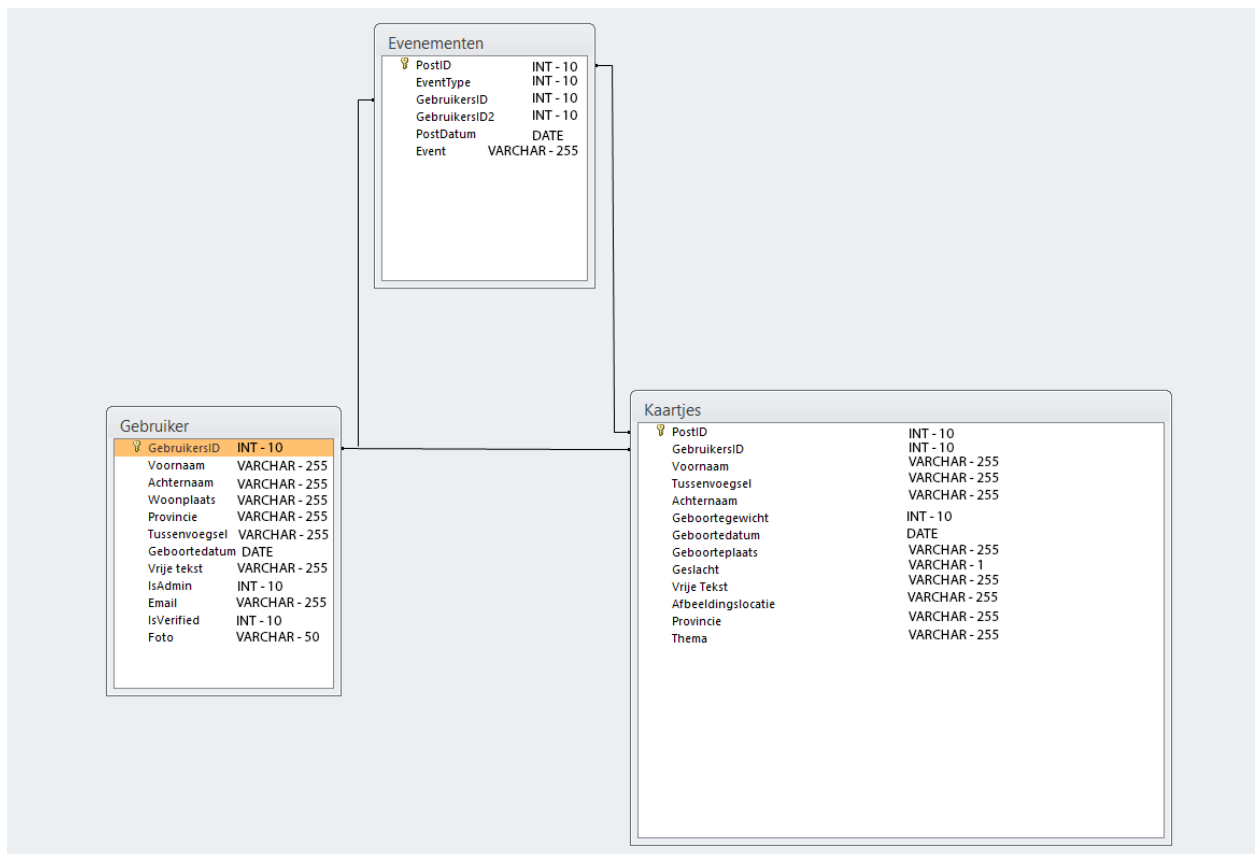 Evenementen
PostID INT - 10
EventType INT - 10
GebruikersID INT - 10
GebruikersID2 INT - 10
PostDatum DATE
Event VARCHAR - 255
Gebruiker
GebruikersID INT - 10
Voornaam VARCHAR - 255
Achternaam VARCHAR - 255
Woonplaats VARCHAR - 255
Provincie VARCHAR - 255
Tussenvoegsel VARCHAR - 255
Geboortedatum DATE
Vrije tekst VARCHAR - 255
IsAdmin INT - 10
Email VARCHAR - 255
IsVerified INT - 10
Foto VARCHAR - 50
Kaartjes
PostID INT - 10
GebruikersID INT - 10
Voornaam VARCHAR - 255
Tussenvoegsel VARCHAR - 255
Achternaam VARCHAR - 255
Geboortegewicht INT - 10
Geboortedatum DATE
Geboorteplaats VARCHAR - 255
Geslacht VARCHAR - 1
Vrije Tekst VARCHAR - 255
Afbeeldingslocatie VARCHAR - 255
Provincie VARCHAR - 255
Thema VARCHAR - 255